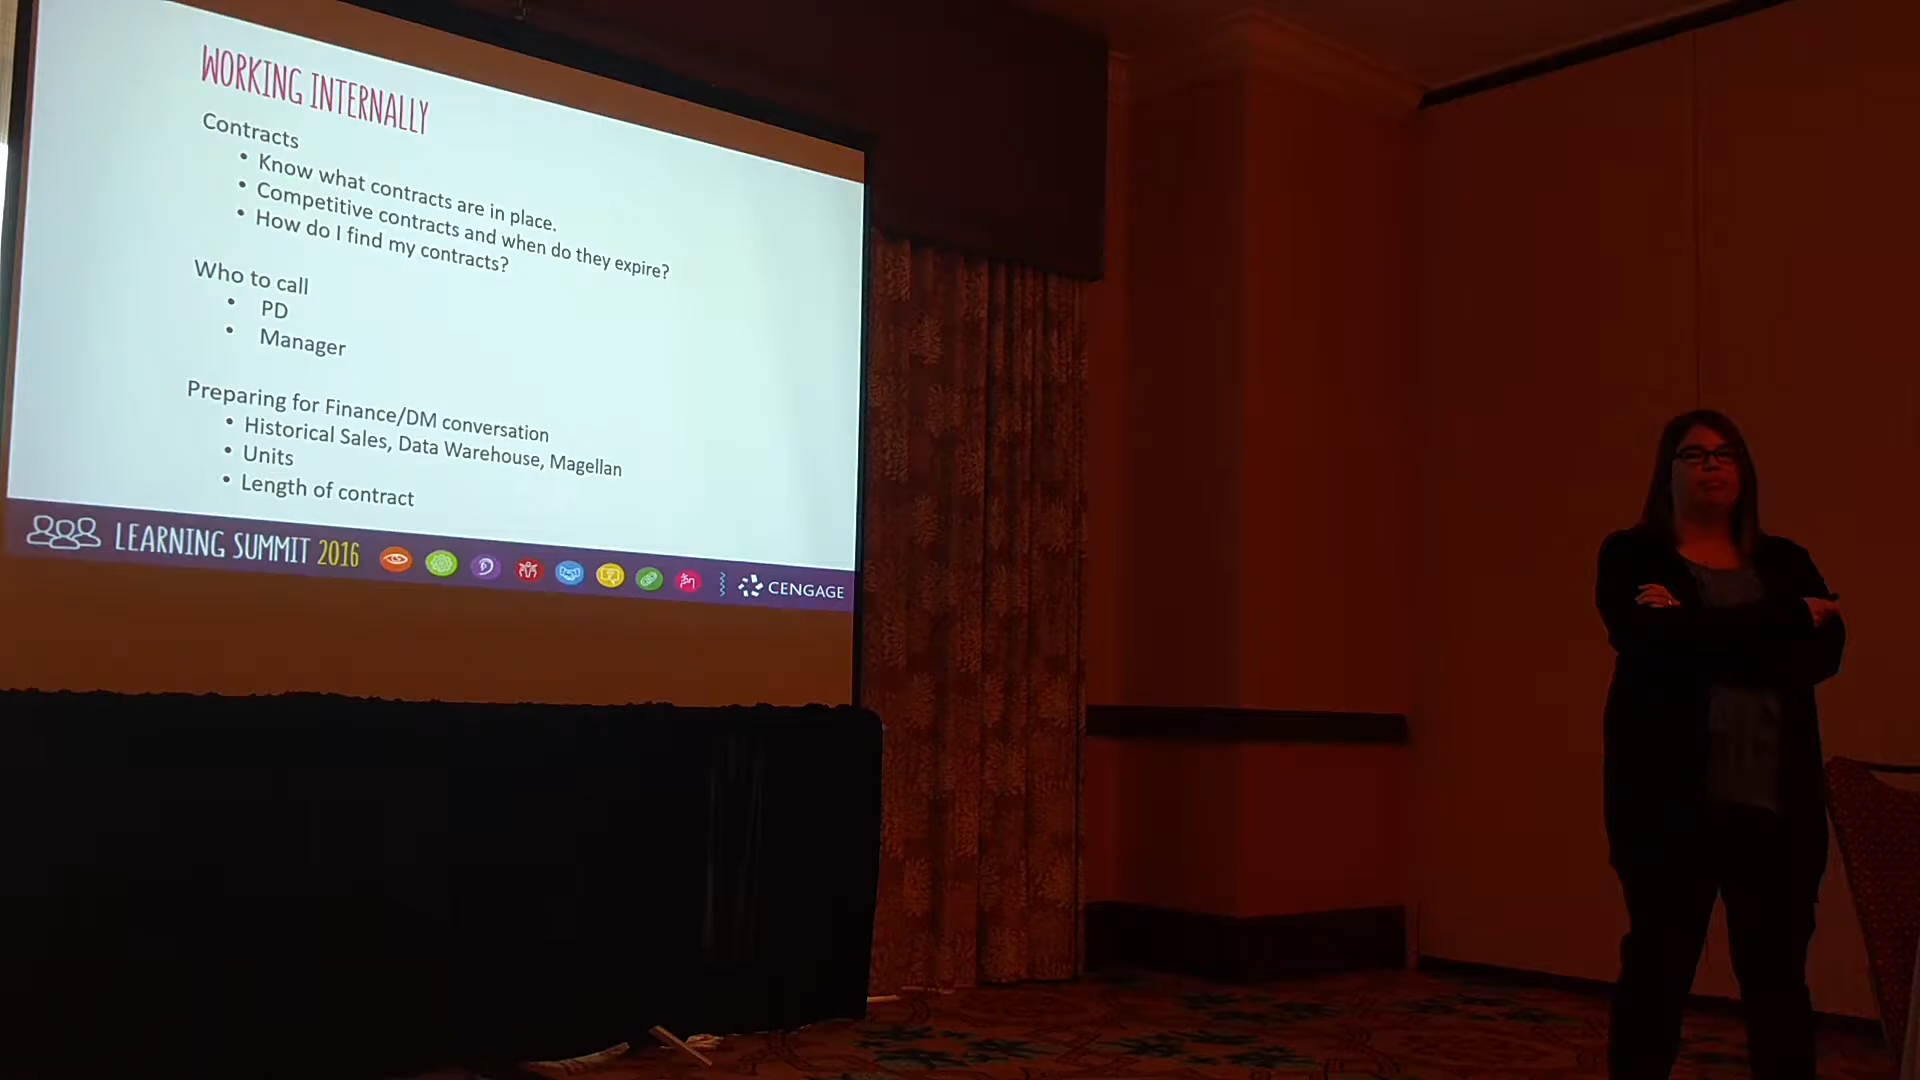 WORKING INTERNALLY
Contracts
• Know what contracts are in place.
• Competitive contracts and when do they expire?
• How do I find my contracts?
Who to call
• PD
• Manager
Preparing for Finance/DM conversation
• Historical Sales, Data Warehouse, Magellan
• Units
• Length of contract
LEARNING SUMMIT 2016
CENGAGE